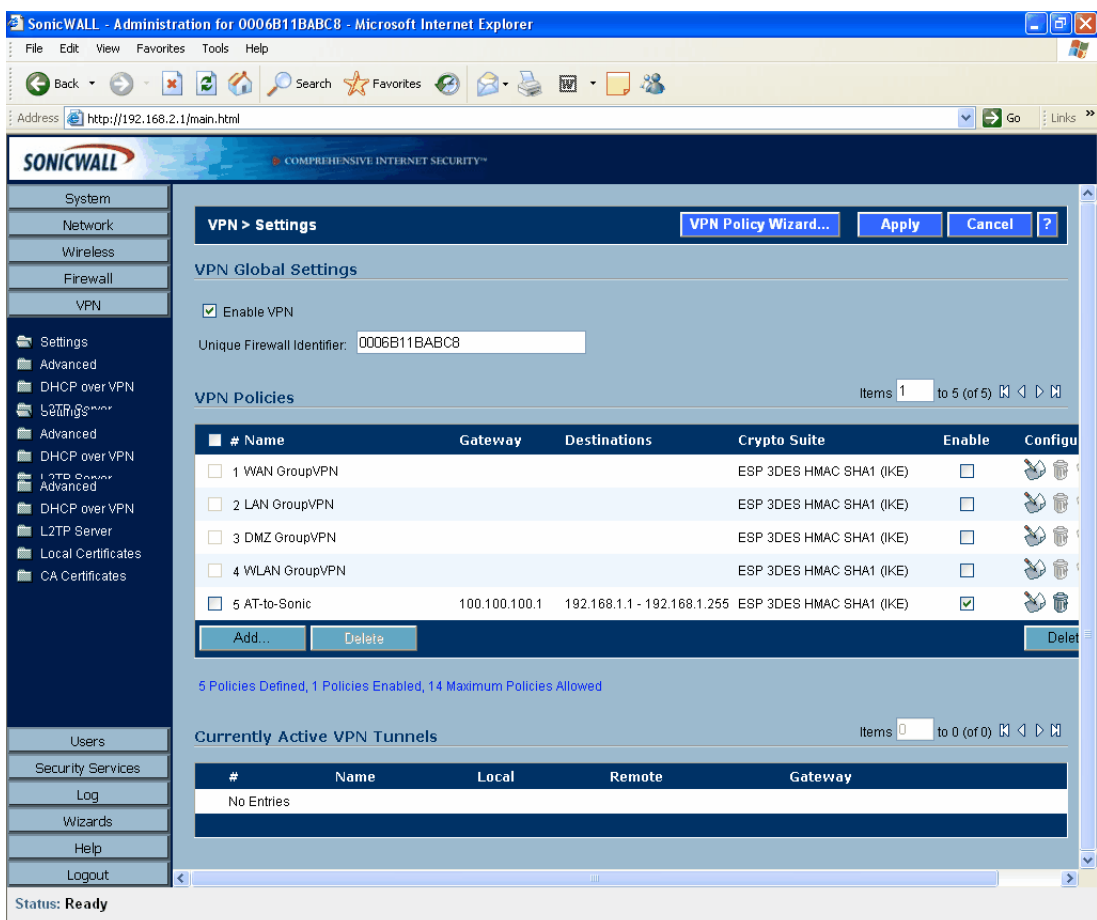 SonicWALL - Administration for 0006B11BABC8 - Microsoft Internet Explorer
File Edit View Favorites Tools Help
Back Search Favorites
Address http://192.168.2.1/main.html Go Links »
SONICWALL COMPREHENSIVE INTERNET SECURITY™
System
Network
Wireless
Firewall
VPN
Settings
Advanced
DHCP over VPN
L2TP Server
Settings
Advanced
DHCP over VPN
L2TP Server
Advanced
DHCP over VPN
L2TP Server
Local Certificates
CA Certificates
Users
Security Services
Log
Wizards
Help
Logout
VPN > Settings VPN Policy Wizard... Apply Cancel ?
VPN Global Settings
Enable VPN
Unique Firewall Identifier: 0006B11BABC8
VPN Policies Items 1 to 5 (of 5)
# Name Gateway Destinations Crypto Suite Enable Configu
1 WAN GroupVPN ESP 3DES HMAC SHA1 (IKE)
2 LAN GroupVPN ESP 3DES HMAC SHA1 (IKE)
3 DMZ GroupVPN ESP 3DES HMAC SHA1 (IKE)
4 WLAN GroupVPN ESP 3DES HMAC SHA1 (IKE)
5 AT-to-Sonic 100.100.100.1 192.168.1.1 - 192.168.1.255 ESP 3DES HMAC SHA1 (IKE)
Add... Delete Delet
5 Policies Defined, 1 Policies Enabled, 14 Maximum Policies Allowed
Currently Active VPN Tunnels Items 0 to 0 (of 0)
# Name Local Remote Gateway
No Entries
Status: Ready